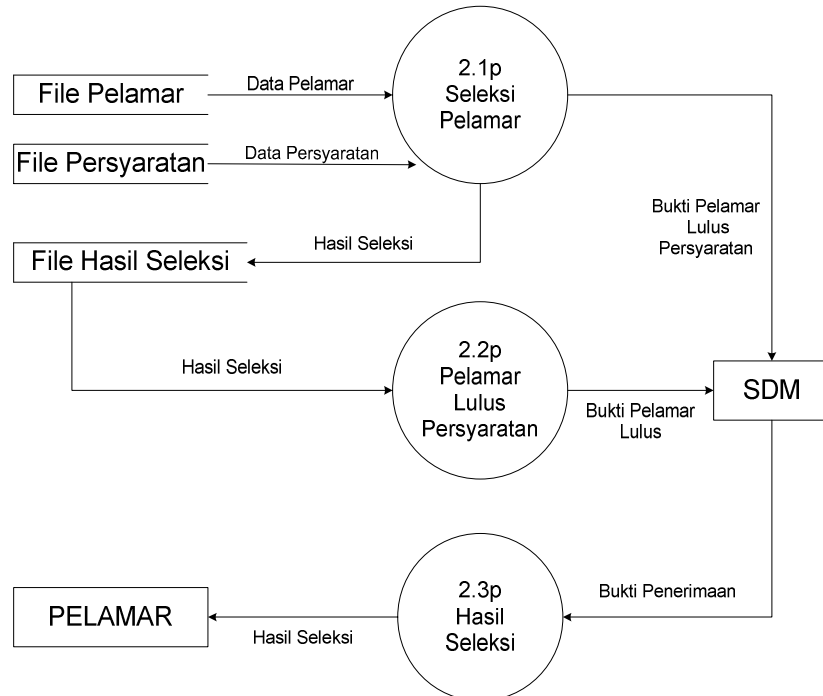 2.1p
Seleksi
Pelamar
File Pelamar
Data Pelamar
File Persyaratan
Data Persyaratan
Bukti Pelamar
Lulus
Persyaratan
File Hasil Seleksi
Hasil Seleksi
Hasil Seleksi
2.2p
Pelamar
Lulus
Persyaratan
Bukti Pelamar
Lulus
SDM
PELAMAR
Hasil Seleksi
2.3p
Hasil
Seleksi
Bukti Penerimaan